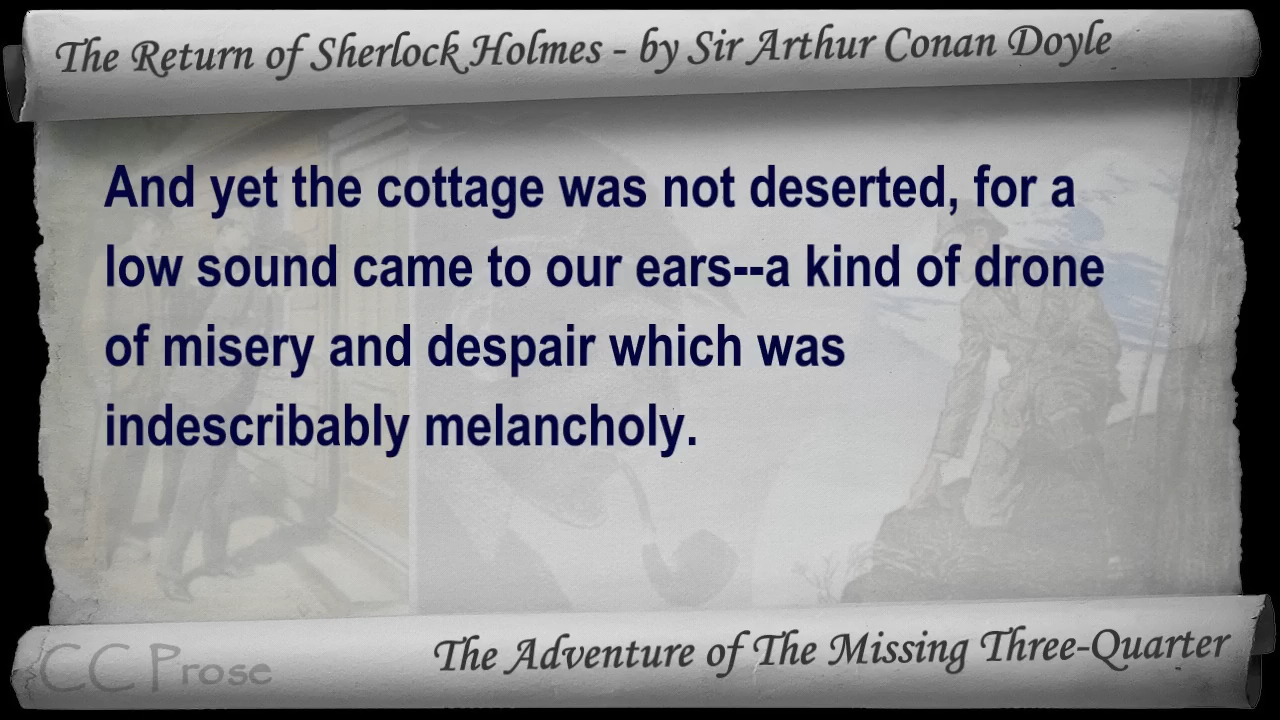 The Return of Sherlock Holmes - by Sir Arthur Conan Doyle
And yet the cottage was not deserted, for a
low sound came to our ears--a kind of drone
of misery and despair which was
indescribably melancholy.
CC Prose
The Adventure of The Missing Three-Quarter